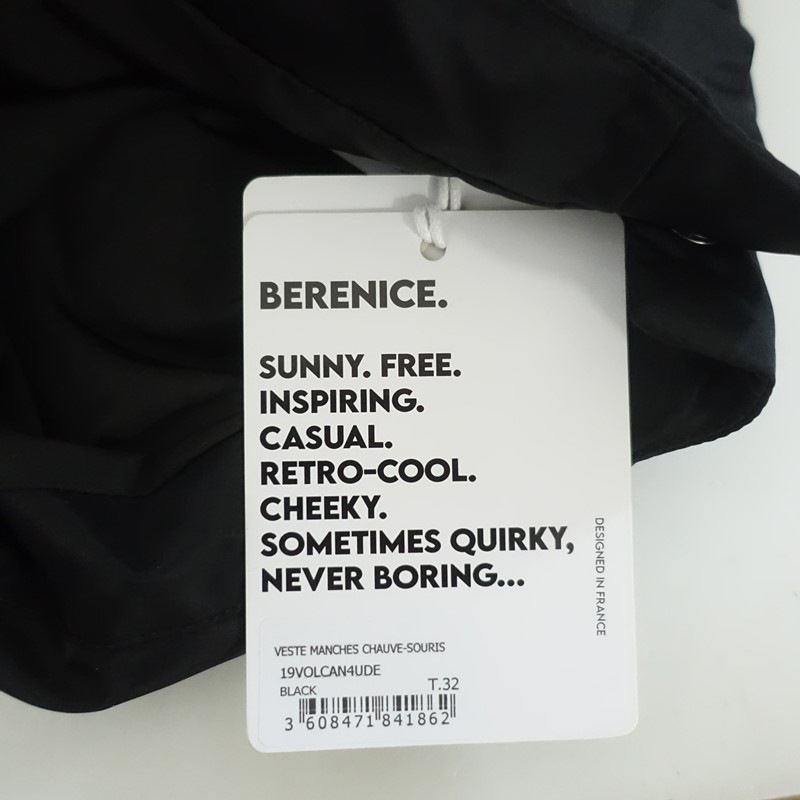 BERENICE.
SUNNY. FREE.
INSPIRING.
CASUAL.
RETRO-COOL.
CHEEKY.
SOMETIMES QUIRKY,
NEVER BORING...
DESIGNED IN FRANCE
VESTE MANCHES CHAUVE-SOURIS
19VOLCAN4UDE
BLACK T.32
3 608471 841862